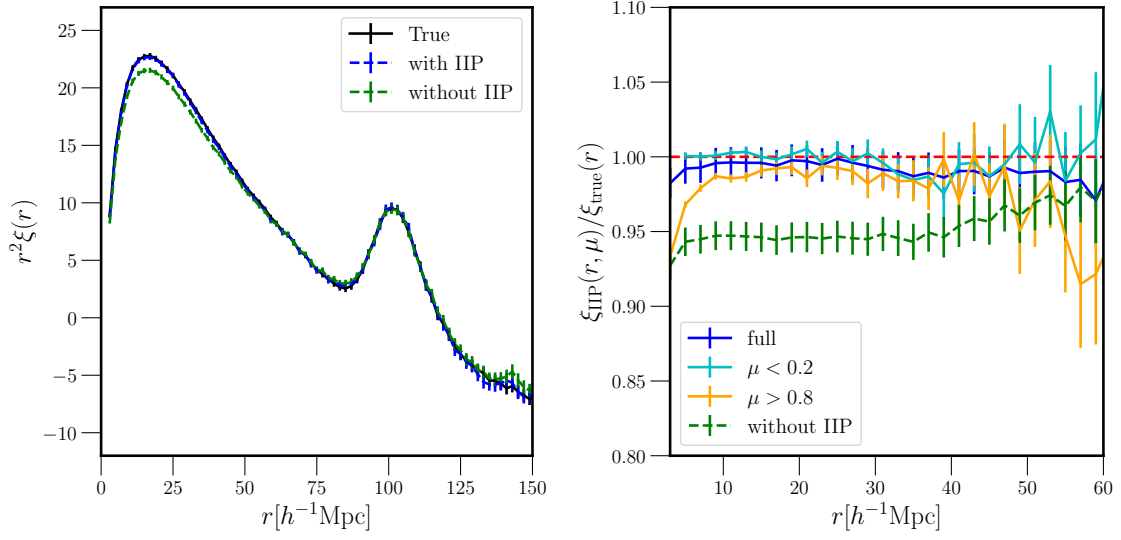 25
20
15
10
5
0
−5
−10
r²ξ(r)
True
with IIP
without IIP
0
25
50
75
100
125
150
r[h⁻¹Mpc]
1.10
1.05
1.00
0.95
0.90
0.85
0.80
ξ_IIP(r, μ)/ξ_true(r)
full
μ < 0.2
μ > 0.8
without IIP
10
20
30
40
50
60
r[h⁻¹Mpc]